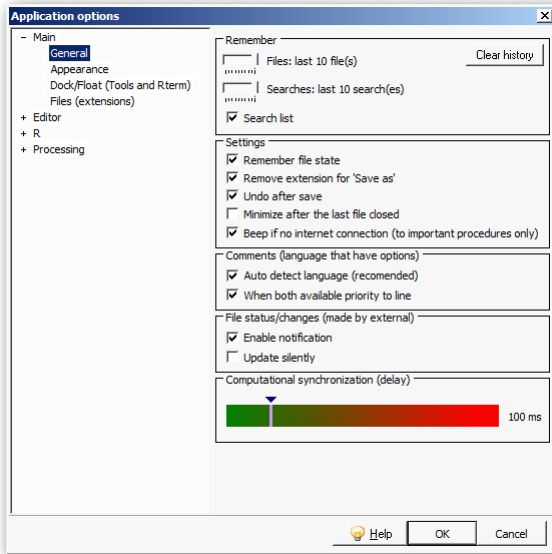 Application options
Main
General
Appearance
Dock/Float (Tools and Rterm)
Files (extensions)
Editor
R
Processing
Remember
Files: last 10 file(s)
Clear history
Searches: last 10 search(es)
Search list
Settings
Remember file state
Remove extension for 'Save as'
Undo after save
Minimize after the last file closed
Beep if no internet connection (to important procedures only)
Comments (language that have options)
Auto detect language (recomended)
When both available priority to line
File status/changes (made by external)
Enable notification
Update silently
Computational synchronization (delay)
100 ms
Help
OK
Cancel